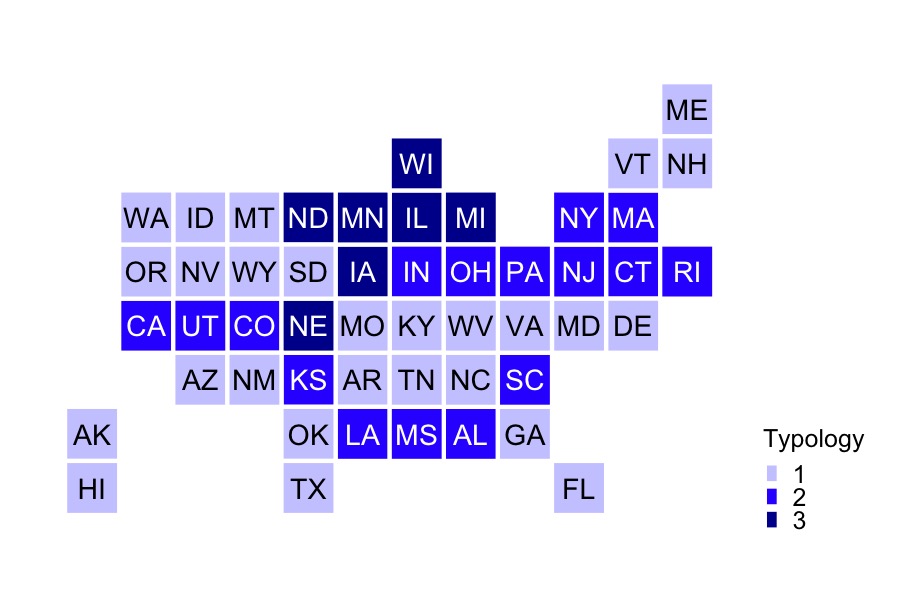 ME
WI VT NH
WA ID MT ND MN IL MI NY MA
OR NV WY SD IA IN OH PA NJ CT RI
CA UT CO NE MO KY WV VA MD DE
AZ NM KS AR TN NC SC
AK OK LA MS AL GA
HI TX FL
Typology
1
2
3